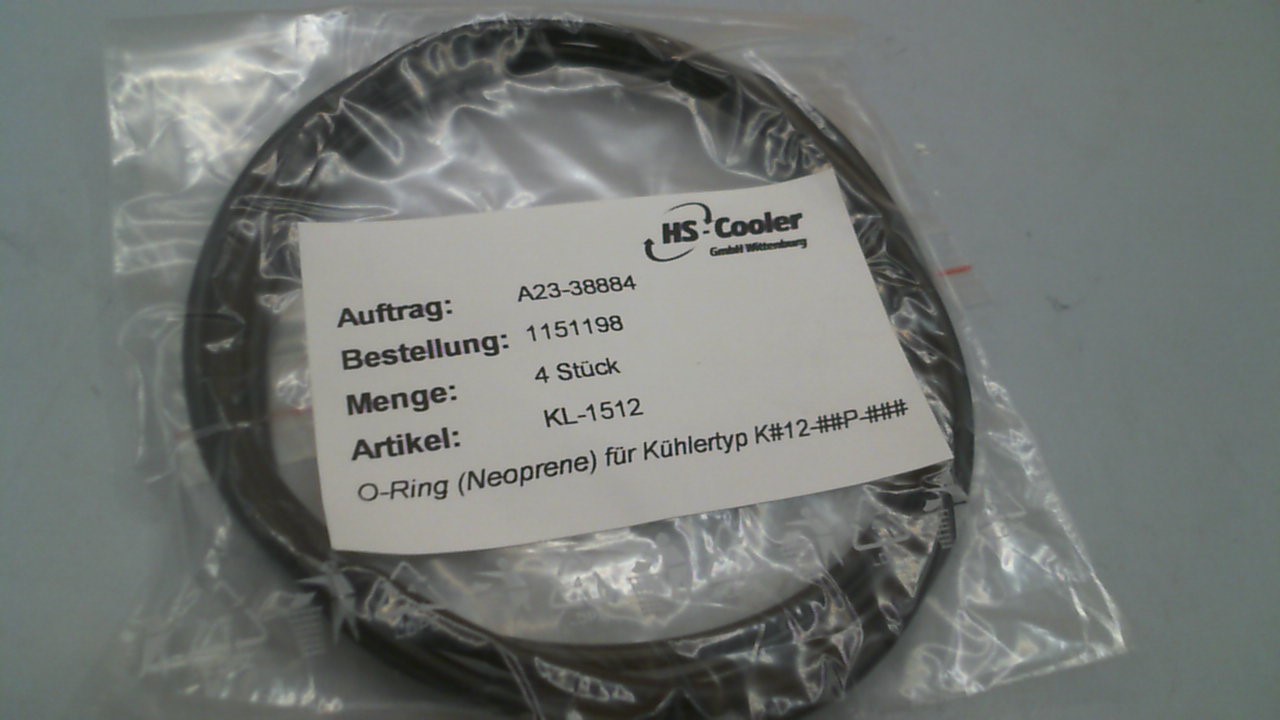 HS-Cooler
GmbH Wittenburg
Auftrag: A23-38884
Bestellung: 1151198
Menge: 4 Stück
Artikel: KL-1512
O-Ring (Neoprene) für Kühlertyp K#12-##P-###